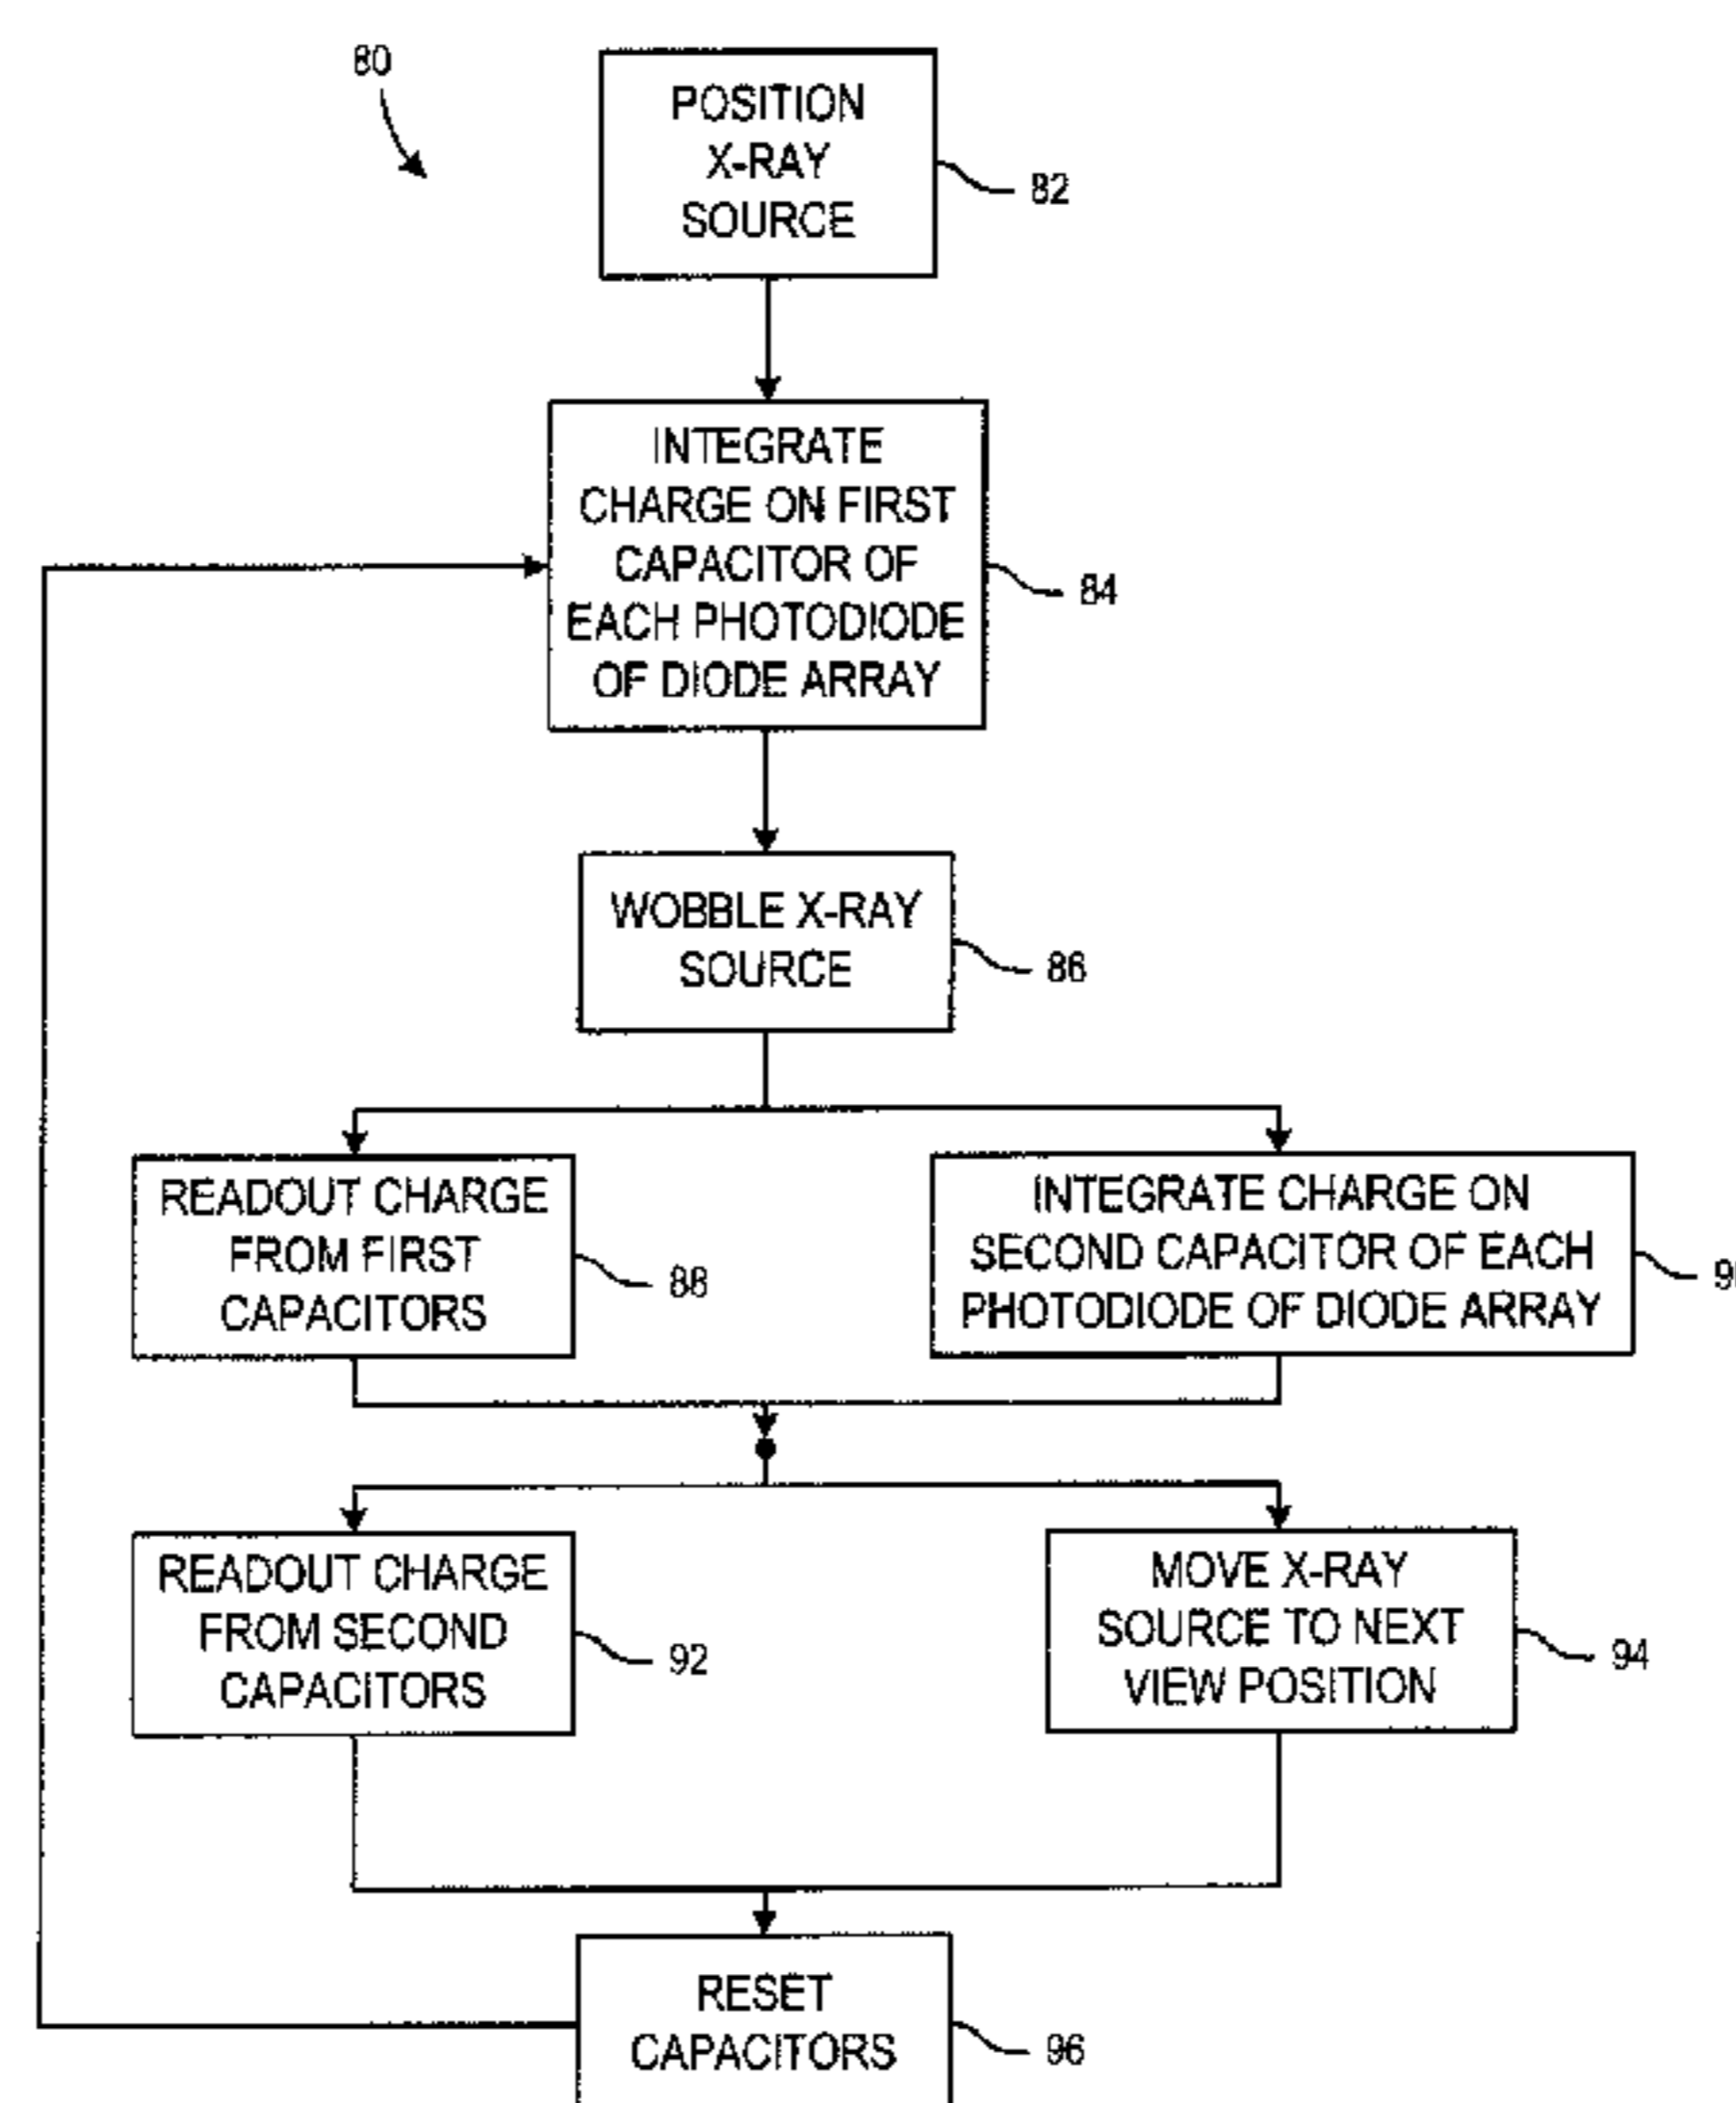 80
POSITION
X-RAY
SOURCE
82
INTEGRATE
CHARGE ON FIRST
CAPACITOR OF
EACH PHOTODIODE
OF DIODE ARRAY
84
WOBBLE X-RAY
SOURCE
86
READOUT CHARGE
FROM FIRST
CAPACITORS
88
INTEGRATE CHARGE ON
SECOND CAPACITOR OF EACH
PHOTODIODE OF DIODE ARRAY
READOUT CHARGE
FROM SECOND
CAPACITORS
92
MOVE X-RAY
SOURCE TO NEXT
VIEW POSITION
94
RESET
CAPACITORS
96